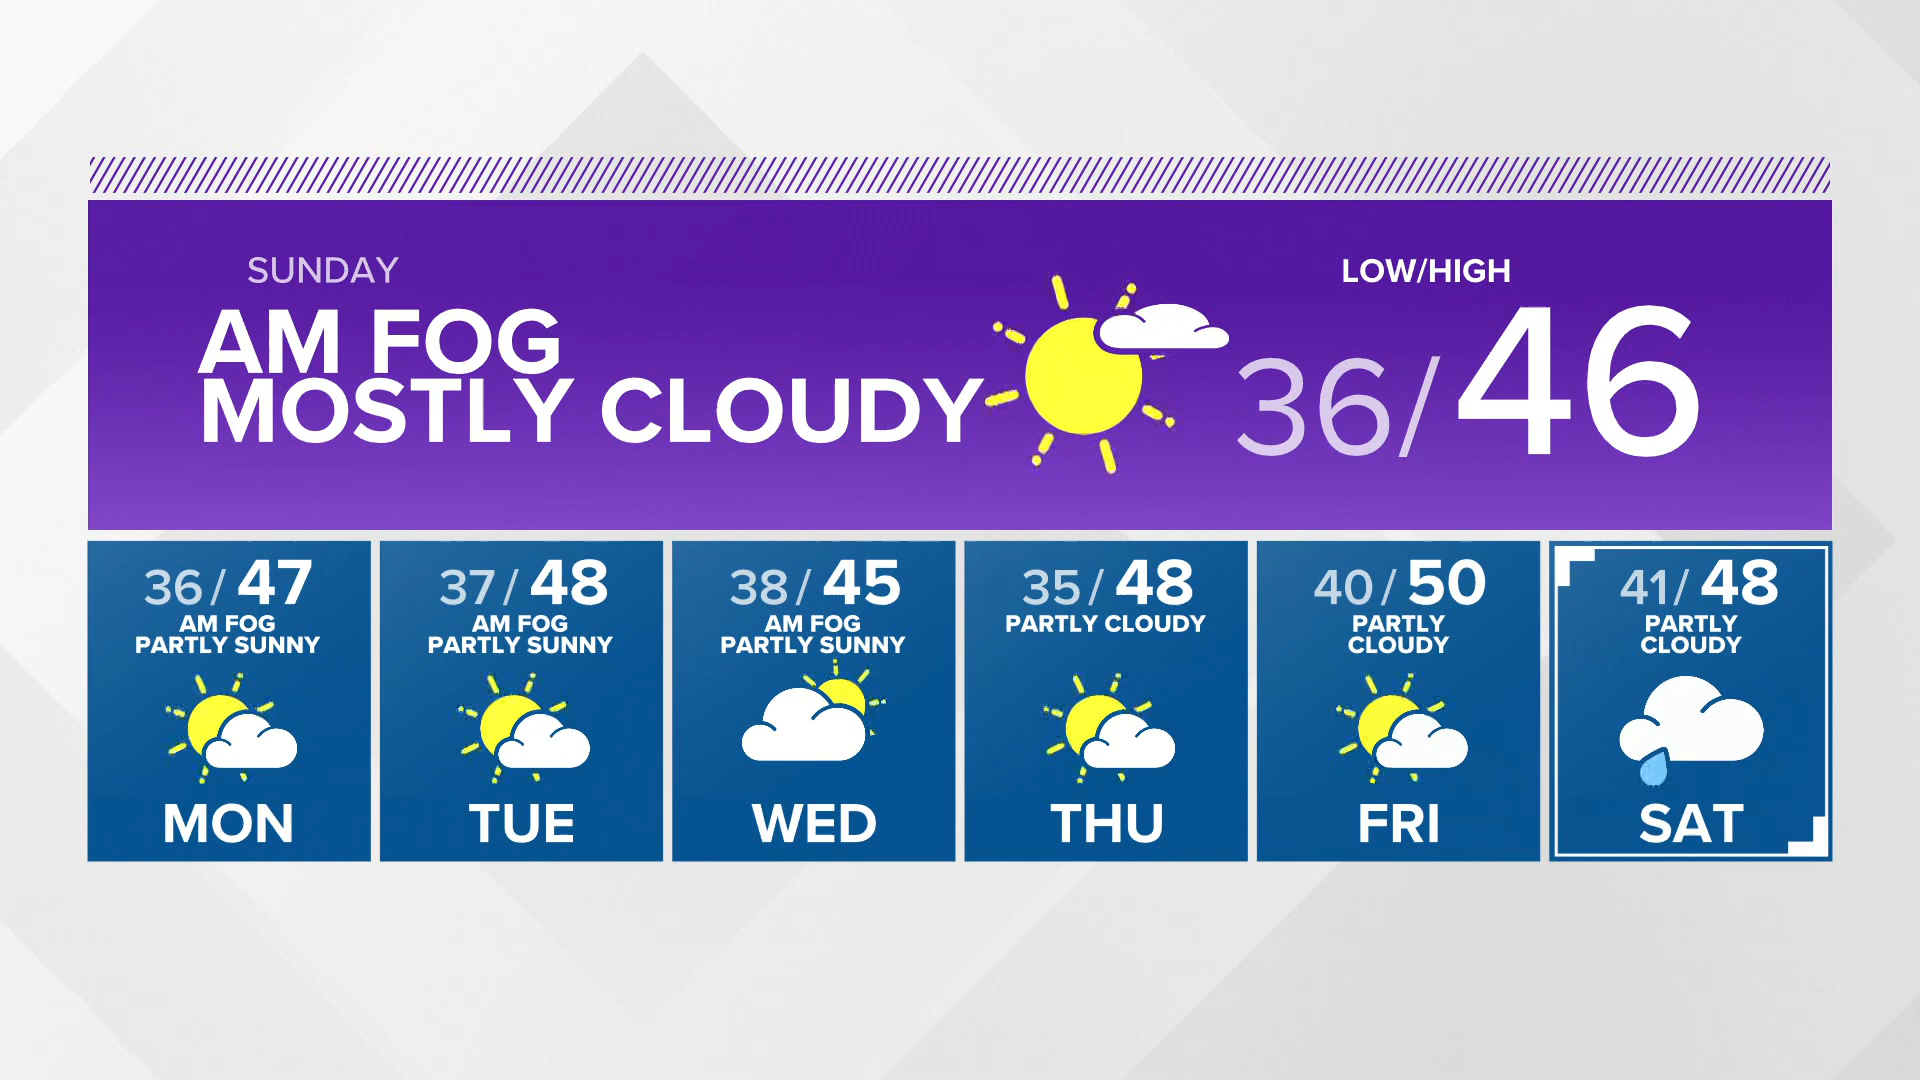 SUNDAY
AM FOG
MOSTLY CLOUDY
LOW/HIGH
36/46
36/47
AM FOG
PARTLY SUNNY
MON
37/48
AM FOG
PARTLY SUNNY
TUE
38/45
AM FOG
PARTLY SUNNY
WED
35/48
PARTLY CLOUDY
THU
40/50
PARTLY
CLOUDY
FRI
41/48
PARTLY
CLOUDY
SAT